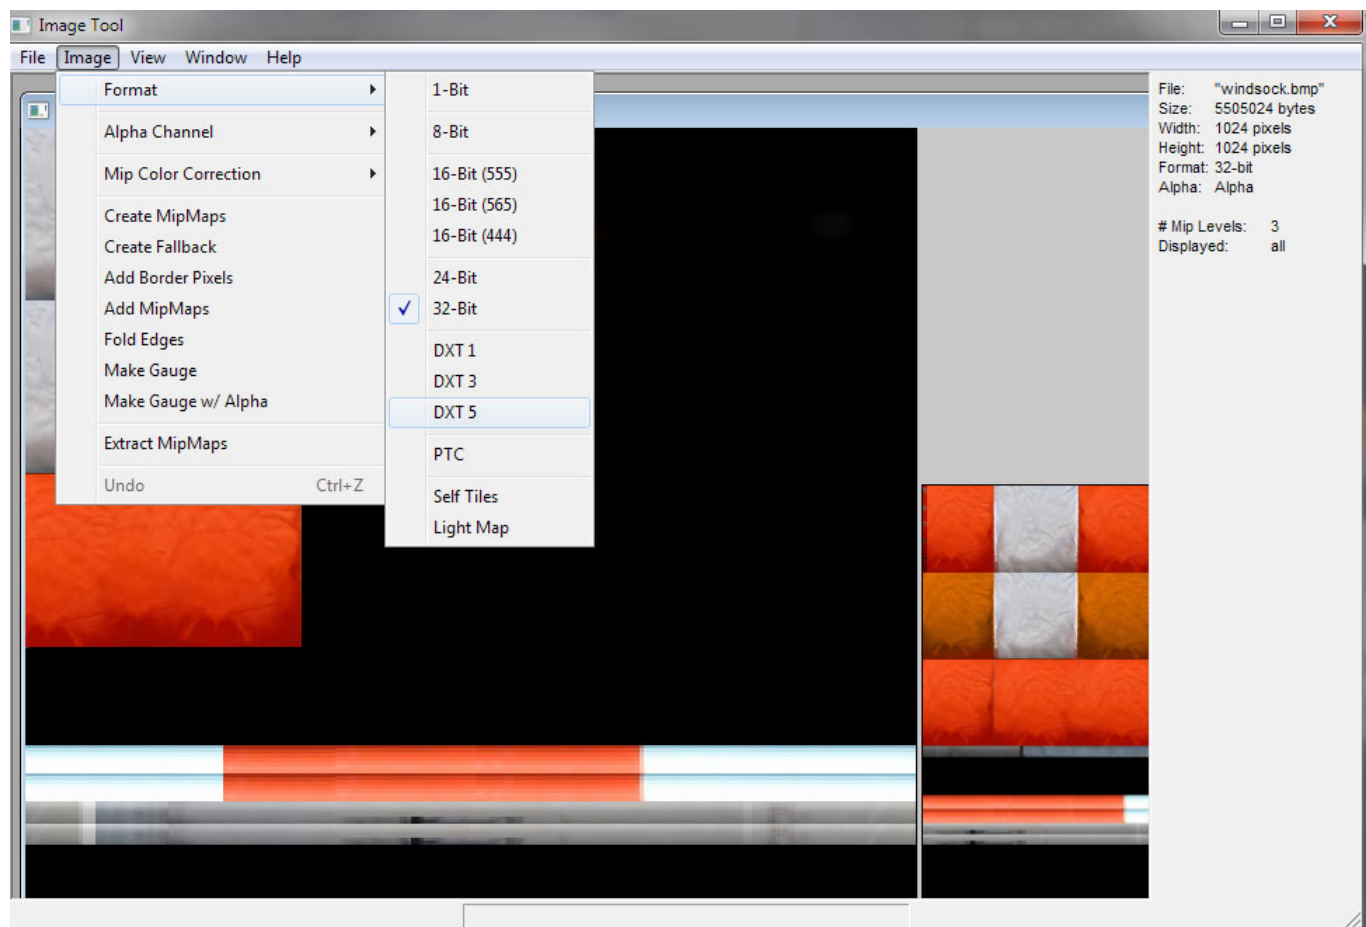 Image Tool
File Image View Window Help
Format
Alpha Channel
Mip Color Correction
Create MipMaps
Create Fallback
Add Border Pixels
Add MipMaps
Fold Edges
Make Gauge
Make Gauge w/ Alpha
Extract MipMaps
Undo Ctrl+Z
1-Bit
8-Bit
16-Bit (555)
16-Bit (565)
16-Bit (444)
24-Bit
32-Bit
DXT 1
DXT 3
DXT 5
PTC
Self Tiles
Light Map
File: "windsock.bmp"
Size: 5505024 bytes
Width: 1024 pixels
Height: 1024 pixels
Format: 32-bit
Alpha: Alpha
# Mip Levels: 3
Displayed: all